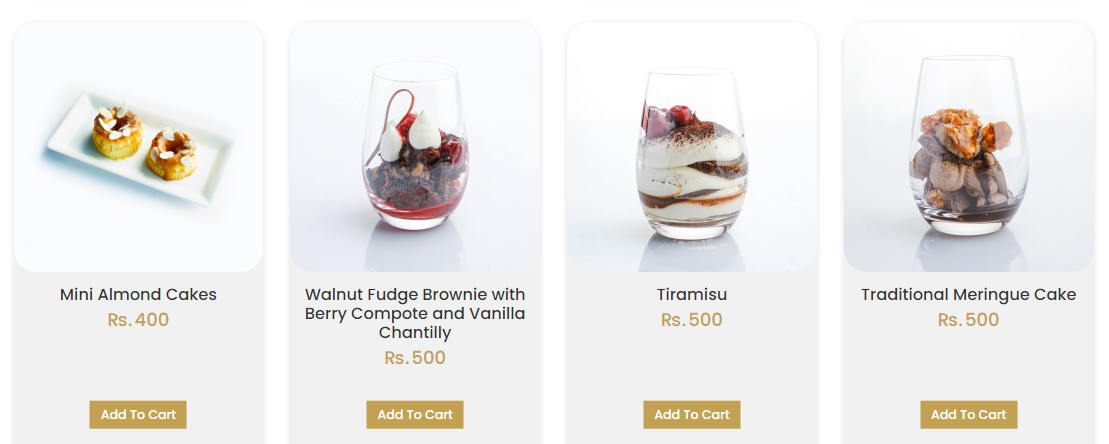 Mini Almond Cakes
Rs.400
Add To Cart
Walnut Fudge Brownie with
Berry Compote and Vanilla
Chantilly
Rs.500
Add To Cart
Tiramisu
Rs.500
Add To Cart
Traditional Meringue Cake
Rs.500
Add To Cart